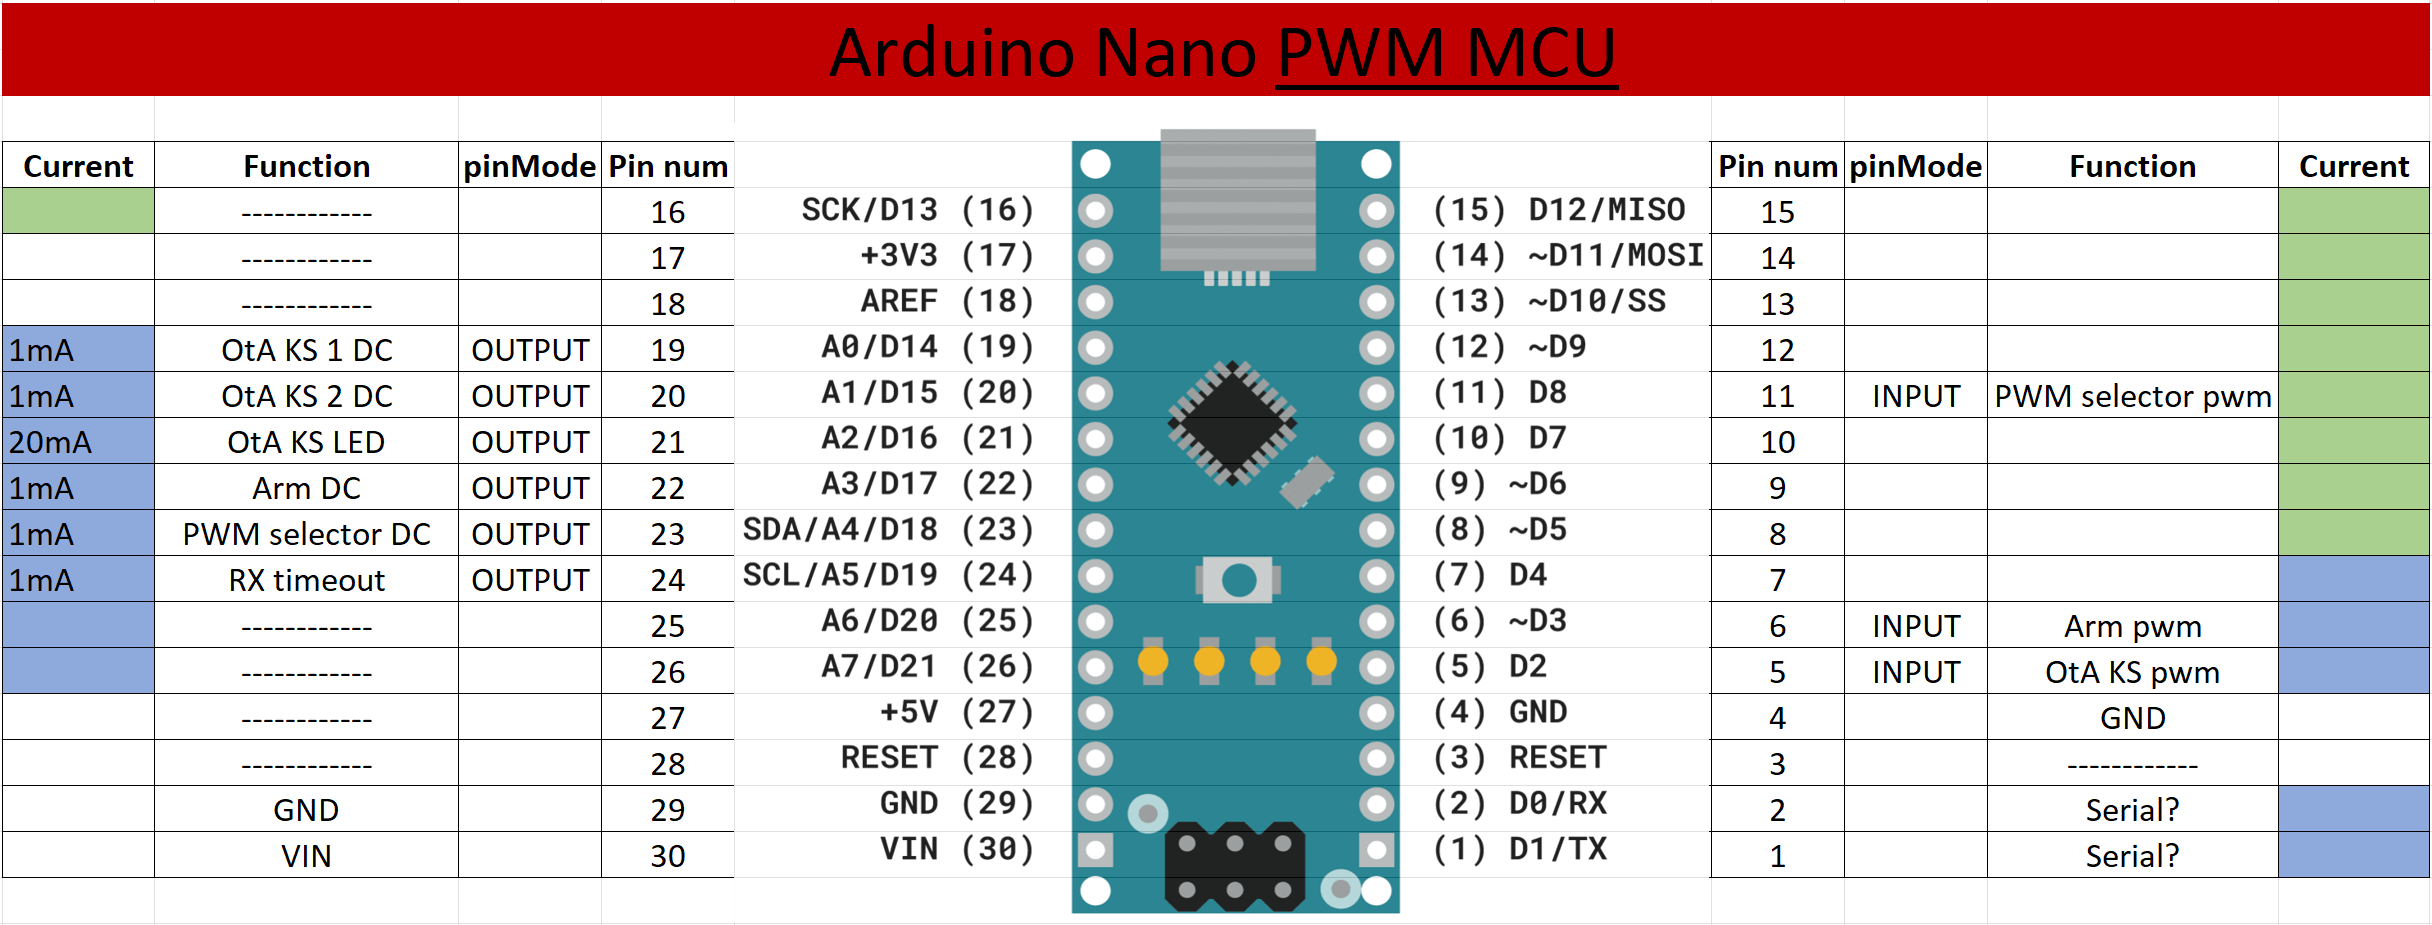 Arduino Nano PWM MCU
Current Function pinMode Pin num Pin num pinMode Function Current
------------ 16 SCK/D13 (16) (15) D12/MISO 15
------------ 17 +3V3 (17) (14) ~D11/MOSI 14
------------ 18 AREF (18) (13) ~D10/SS 13
1mA OtA KS 1 DC OUTPUT 19 A0/D14 (19) (12) ~D9 12
1mA OtA KS 2 DC OUTPUT 20 A1/D15 (20) (11) D8 11 INPUT PWM selector pwm
20mA OtA KS LED OUTPUT 21 A2/D16 (21) (10) D7 10
1mA Arm DC OUTPUT 22 A3/D17 (22) (9) ~D6 9
1mA PWM selector DC OUTPUT 23 SDA/A4/D18 (23) (8) ~D5 8
1mA RX timeout OUTPUT 24 SCL/A5/D19 (24) (7) D4 7
------------ 25 A6/D20 (25) (6) ~D3 6 INPUT Arm pwm
------------ 26 A7/D21 (26) (5) D2 5 INPUT OtA KS pwm
------------ 27 +5V (27) (4) GND 4 GND
------------ 28 RESET (28) (3) RESET 3 ------------
GND 29 GND (29) (2) D0/RX 2 Serial?
VIN 30 VIN (30) (1) D1/TX 1 Serial?